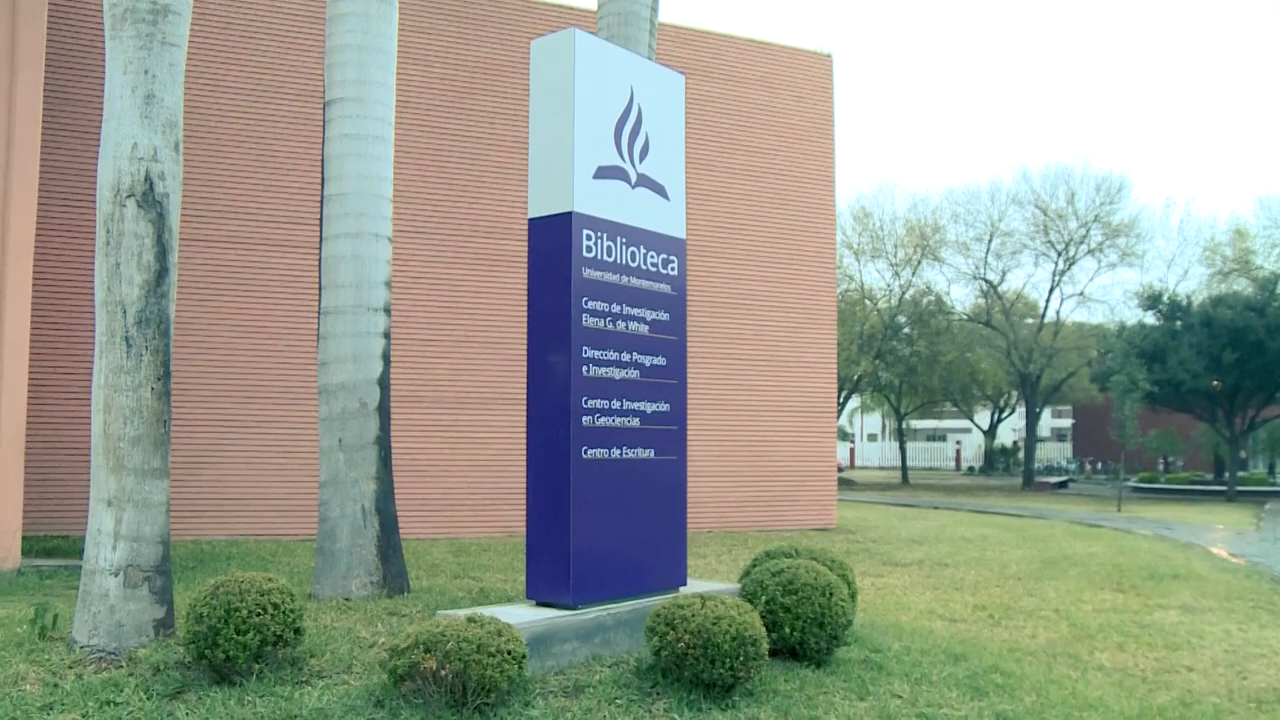 Biblioteca
Universidad de Montemorelos
Centro de Investigación
Elena G. de White
Dirección de Posgrado
e Investigación
Centro de Investigación
en Geociencias
Centro de Escritura